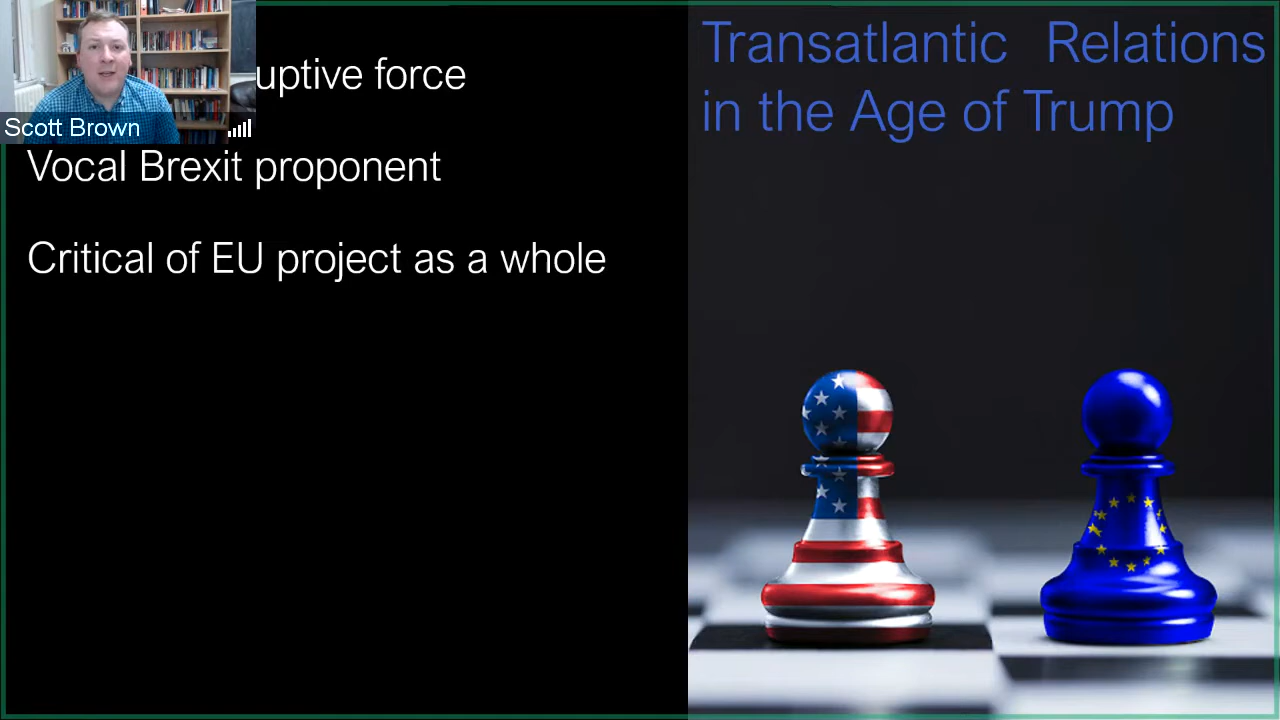 uptive force
Scott Brown
Vocal Brexit proponent
Critical of EU project as a whole
Transatlantic Relations
in the Age of Trump